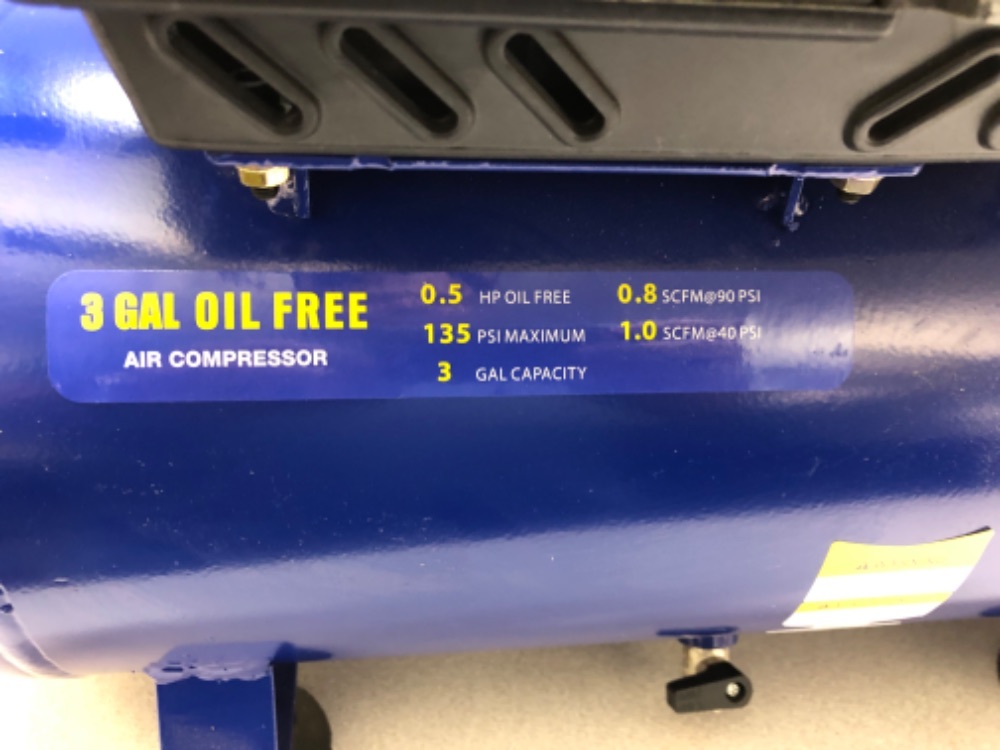 3 GAL OIL FREE
AIR COMPRESSOR
0.5 HP OIL FREE
135 PSI MAXIMUM
3 GAL CAPACITY
0.8 SCFM@90 PSI
1.0 SCFM@40 PSI